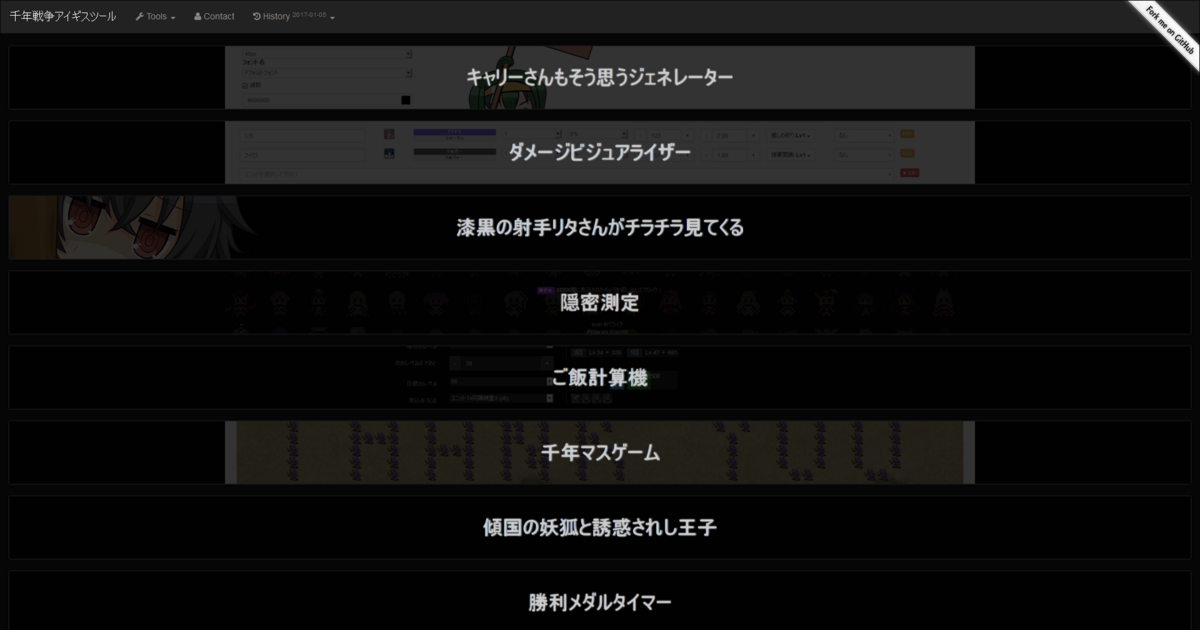 千年戦争アイギスツール
Tools
Contact
History 2017-01-05
Fork me on GitHub
キャリーさんもそう思うジェネレーター
ダメージビジュアライザー
漆黒の射手リタさんがチラチラ見てくる
隠密測定
ご飯計算機
千年マスゲーム
傾国の妖狐と誘惑されし王子
勝利メダルタイマー